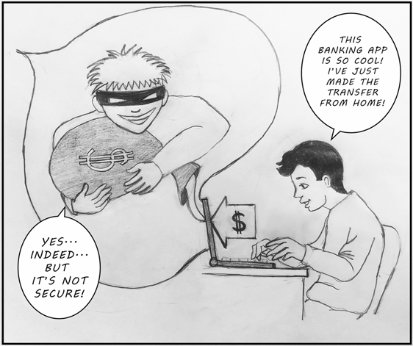 THIS
BANKING APP
IS SO COOL!
I'VE JUST
MADE THE
TRANSFER
FROM HOME!
$
$
YES...
INDEED...
BUT
IT'S NOT
SECURE!